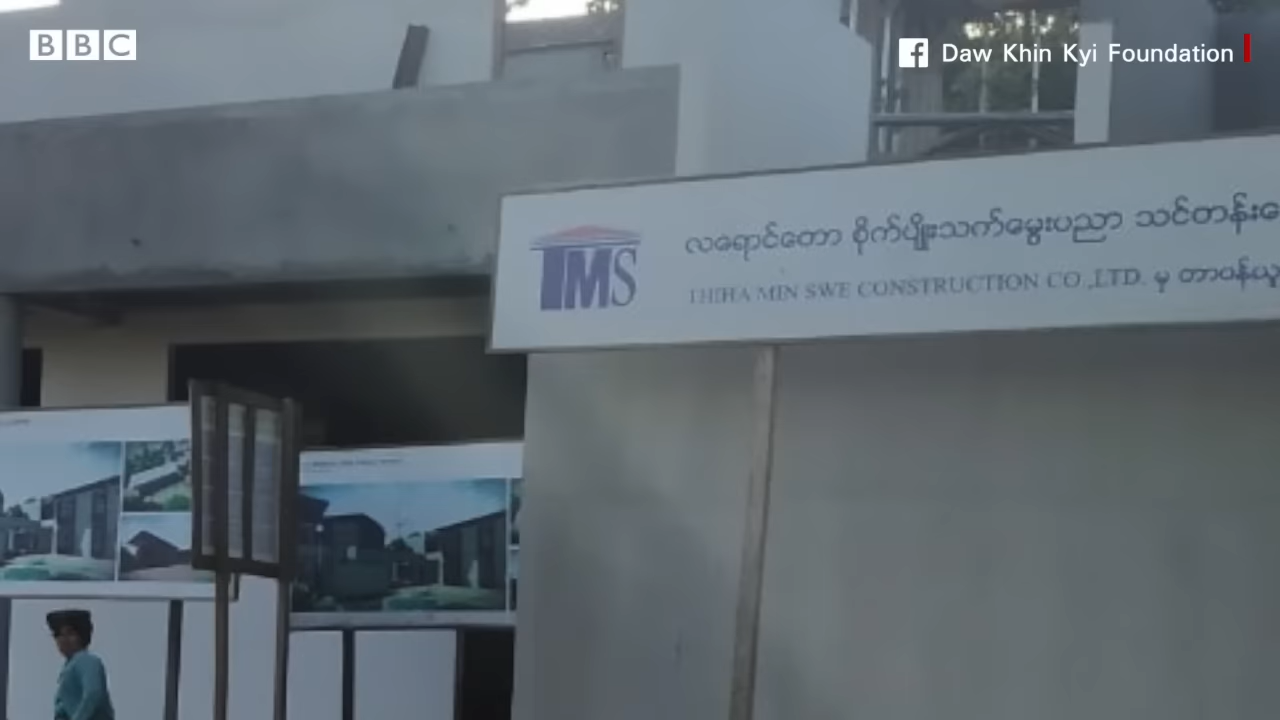 BBC
Daw Khin Kyi Foundation
TMS
လရောင်တော စိုက်ပျိုးသက်မွေးပညာ သင်တန်း
THIHA MIN SWE CONSTRUCTION CO.,LTD. မှ တာဝန်ယူ